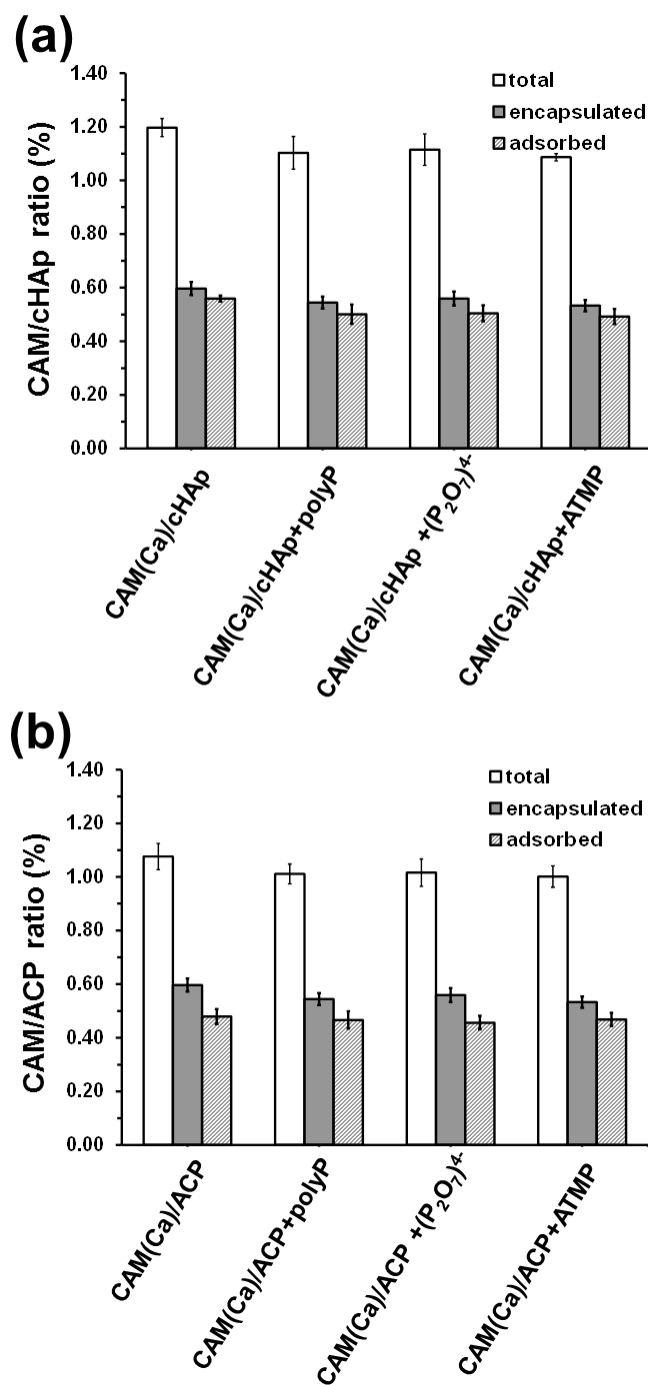 (a)
CAM/cHAp ratio (%)
1.40
1.20
1.00
0.80
0.60
0.40
0.20
0.00
total
encapsulated
adsorbed
CAM(Ca)/cHAp
CAM(Ca)/cHAp+polyP
CAM(Ca)/cHAp +(P₂O₇)⁴⁻
CAM(Ca)/cHAp+ATMP
(b)
CAM/ACP ratio (%)
1.40
1.20
1.00
0.80
0.60
0.40
0.20
0.00
total
encapsulated
adsorbed
CAM(Ca)/ACP
CAM(Ca)/ACP+polyP
CAM(Ca)/ACP +(P₂O₇)⁴⁻
CAM(Ca)/ACP+ATMP